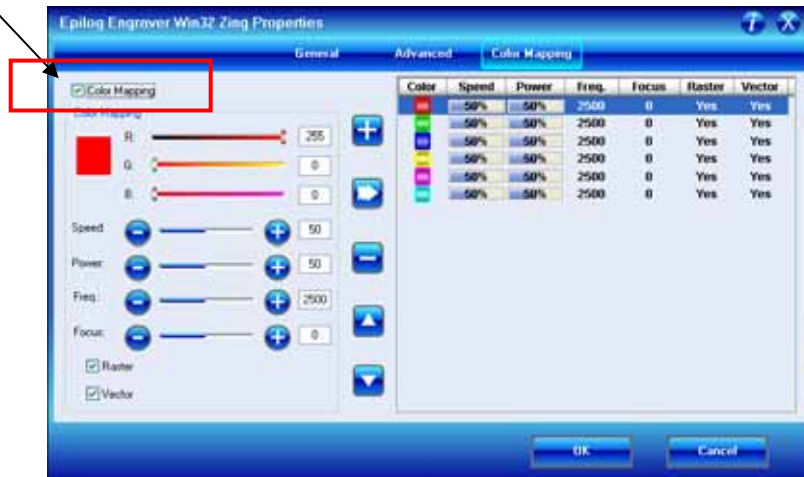 Epilog Engraver Win32 Zing Properties
General Advanced Color Mapping
Color Mapping
Color Mapping
R: 255
G: 0
B: 0
Speed: 50
Power: 50
Freq.: 2500
Focus: 0
Raster
Vector
Color Speed Power Freq. Focus Raster Vector
50% 50% 2500 0 Yes Yes
50% 50% 2500 0 Yes Yes
50% 50% 2500 0 Yes Yes
50% 50% 2500 0 Yes Yes
50% 50% 2500 0 Yes Yes
50% 50% 2500 0 Yes Yes
OK Cancel